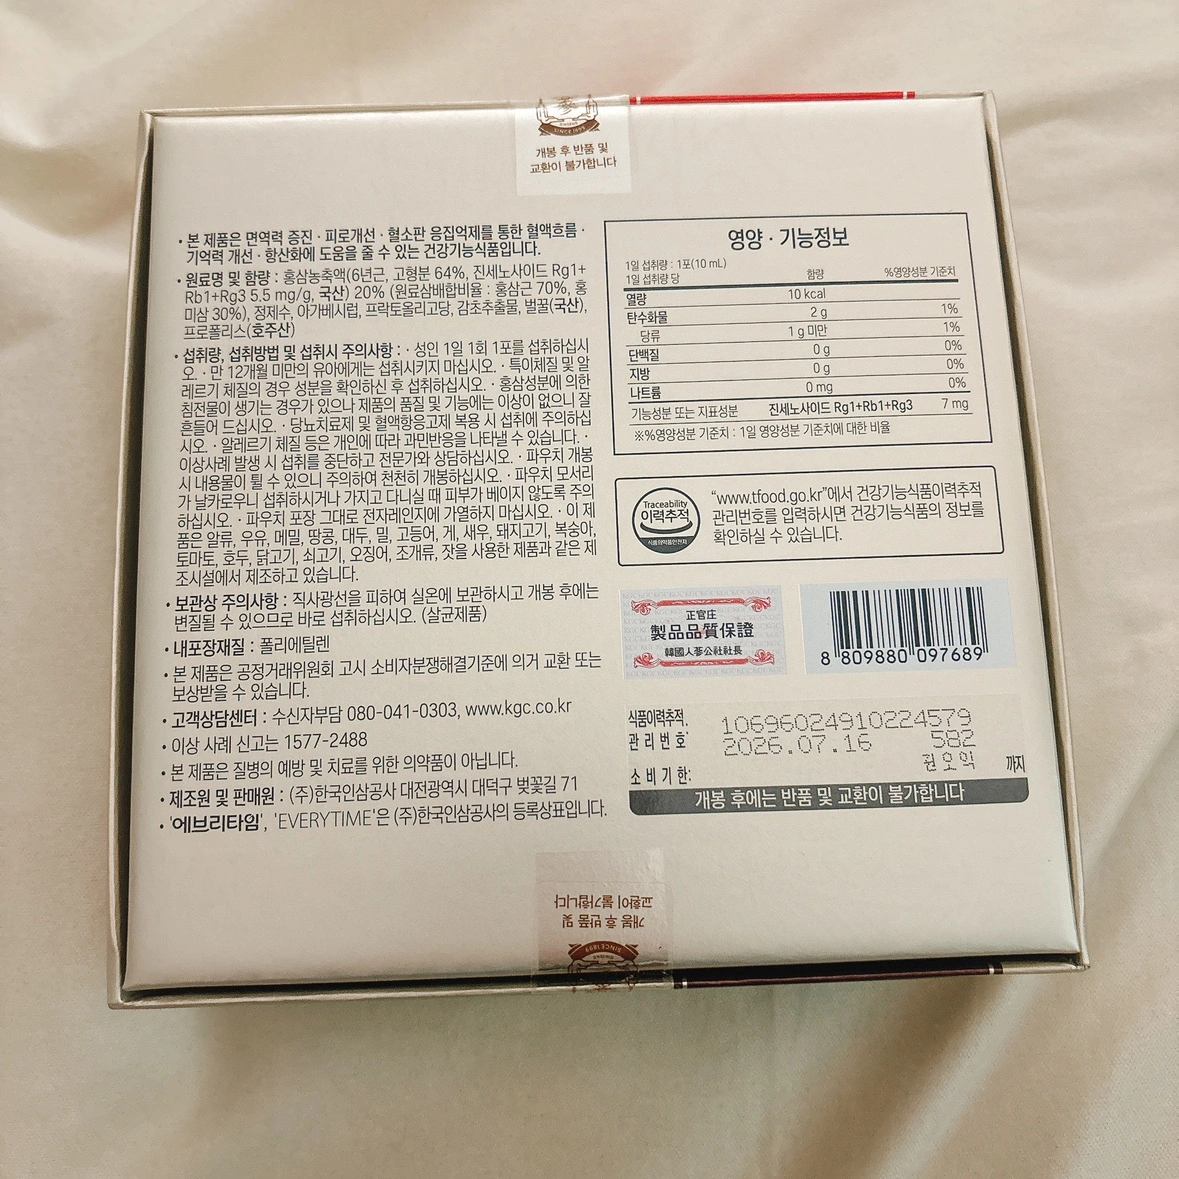 蔘
GINSENG
SINCE 1899
개봉 후 반품 및
교환이 불가합니다
• 본 제품은 면역력 증진 · 피로개선 · 혈소판 응집억제를 통한 혈액흐름 ·
기억력 개선 · 항산화에 도움을 줄 수 있는 건강기능식품입니다.
• 원료명 및 함량 : 홍삼농축액(6년근, 고형분 64%, 진세노사이드 Rg1+
Rb1+Rg3 5.5 mg/g, 국산) 20% (원료삼배합비율 : 홍삼근 70%, 홍
미삼 30%), 정제수, 아가베시럽, 프락토올리고당, 감초추출물, 벌꿀(국산),
프로폴리스(호주산)
• 섭취량, 섭취방법 및 섭취시 주의사항 : · 성인 1일 1회 1포를 섭취하십시
오. · 만 12개월 미만의 유아에게는 섭취시키지 마십시오. · 특이체질 및 알
레르기 체질의 경우 성분을 확인하신 후 섭취하십시오. · 홍삼성분에 의한
침전물이 생기는 경우가 있으나 제품의 품질 및 기능에는 이상이 없으니 잘
흔들어 드십시오. · 당뇨치료제 및 혈액항응고제 복용 시 섭취에 주의하십
시오. · 알레르기 체질 등은 개인에 따라 과민반응을 나타낼 수 있습니다. ·
이상사례 발생 시 섭취를 중단하고 전문가와 상담하십시오. · 파우치 개봉
시 내용물이 튈 수 있으니 주의하여 천천히 개봉하십시오. · 파우치 모서리
가 날카로우니 섭취하시거나 가지고 다니실 때 피부가 베이지 않도록 주의
하십시오. · 파우치 포장 그대로 전자레인지에 가열하지 마십시오. · 이 제
품은 알류, 우유, 메밀, 땅콩, 대두, 밀, 고등어, 게, 새우, 돼지고기, 복숭아,
토마토, 호두, 닭고기, 쇠고기, 오징어, 조개류, 잣을 사용한 제품과 같은 제
조시설에서 제조하고 있습니다.
• 보관상 주의사항 : 직사광선을 피하여 실온에 보관하시고 개봉 후에는
변질될 수 있으므로 바로 섭취하십시오. (살균제품)
• 내포장재질 : 폴리에틸렌
• 본 제품은 공정거래위원회 고시 소비자분쟁해결기준에 의거 교환 또는
보상받을 수 있습니다.
• 고객상담센터 : 수신자부담 080-041-0303, www.kgc.co.kr
• 이상 사례 신고는 1577-2488
• 본 제품은 질병의 예방 및 치료를 위한 의약품이 아닙니다.
• 제조원 및 판매원 : (주)한국인삼공사 대전광역시 대덕구 벚꽃길 71
• '에브리타임', 'EVERYTIME'은 (주)한국인삼공사의 등록상표입니다.
영양 · 기능정보
1일 섭취량 : 1포(10 mL)
1일 섭취량 당 함량 %영양성분 기준치
열량 10 kcal
탄수화물 2 g 1%
당류 1 g 미만 1%
단백질 0 g 0%
지방 0 g 0%
나트륨 0 mg 0%
기능성분 또는 지표성분 진세노사이드 Rg1+Rb1+Rg3 7 mg
※%영양성분 기준치 : 1일 영양성분 기준치에 대한 비율
Traceability
이력추적
식품의약품안전처
"www.tfood.go.kr"에서 건강기능식품이력추적
관리번호를 입력하시면 건강기능식품의 정보를
확인하실 수 있습니다.
正官庄
製品品質保證
韓國人蔘公社社長
8 809880 097689
식품이력추적 10696024910224579
관리번호 2026.07.16 582
권오익
소비기한: 까지
개봉 후에는 반품 및 교환이 불가합니다
개봉 후 반품 및
교환이 불가합니다
SINCE 1899
GINSENG